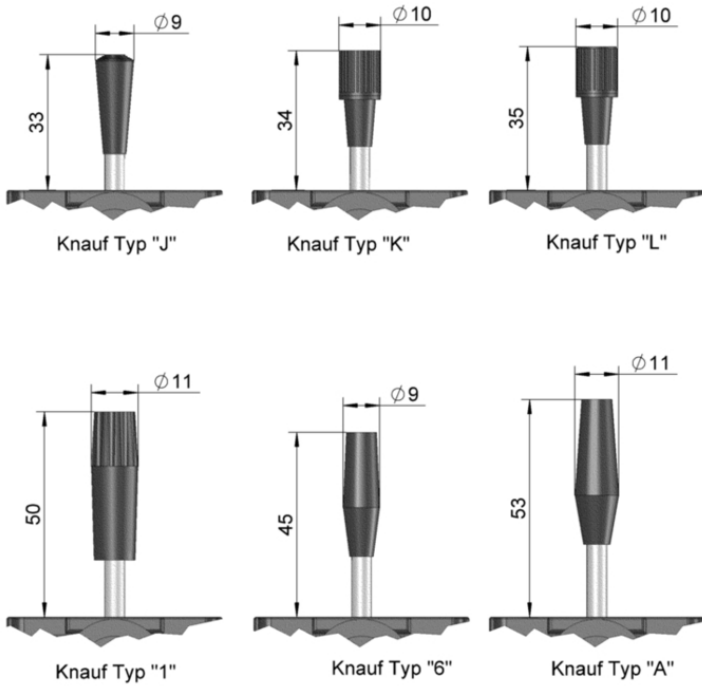 ⌀9
⌀10
⌀10
33
34
35
Knauf Typ "J"
Knauf Typ "K"
Knauf Typ "L"
⌀11
⌀9
⌀11
50
45
53
Knauf Typ "1"
Knauf Typ "6"
Knauf Typ "A"